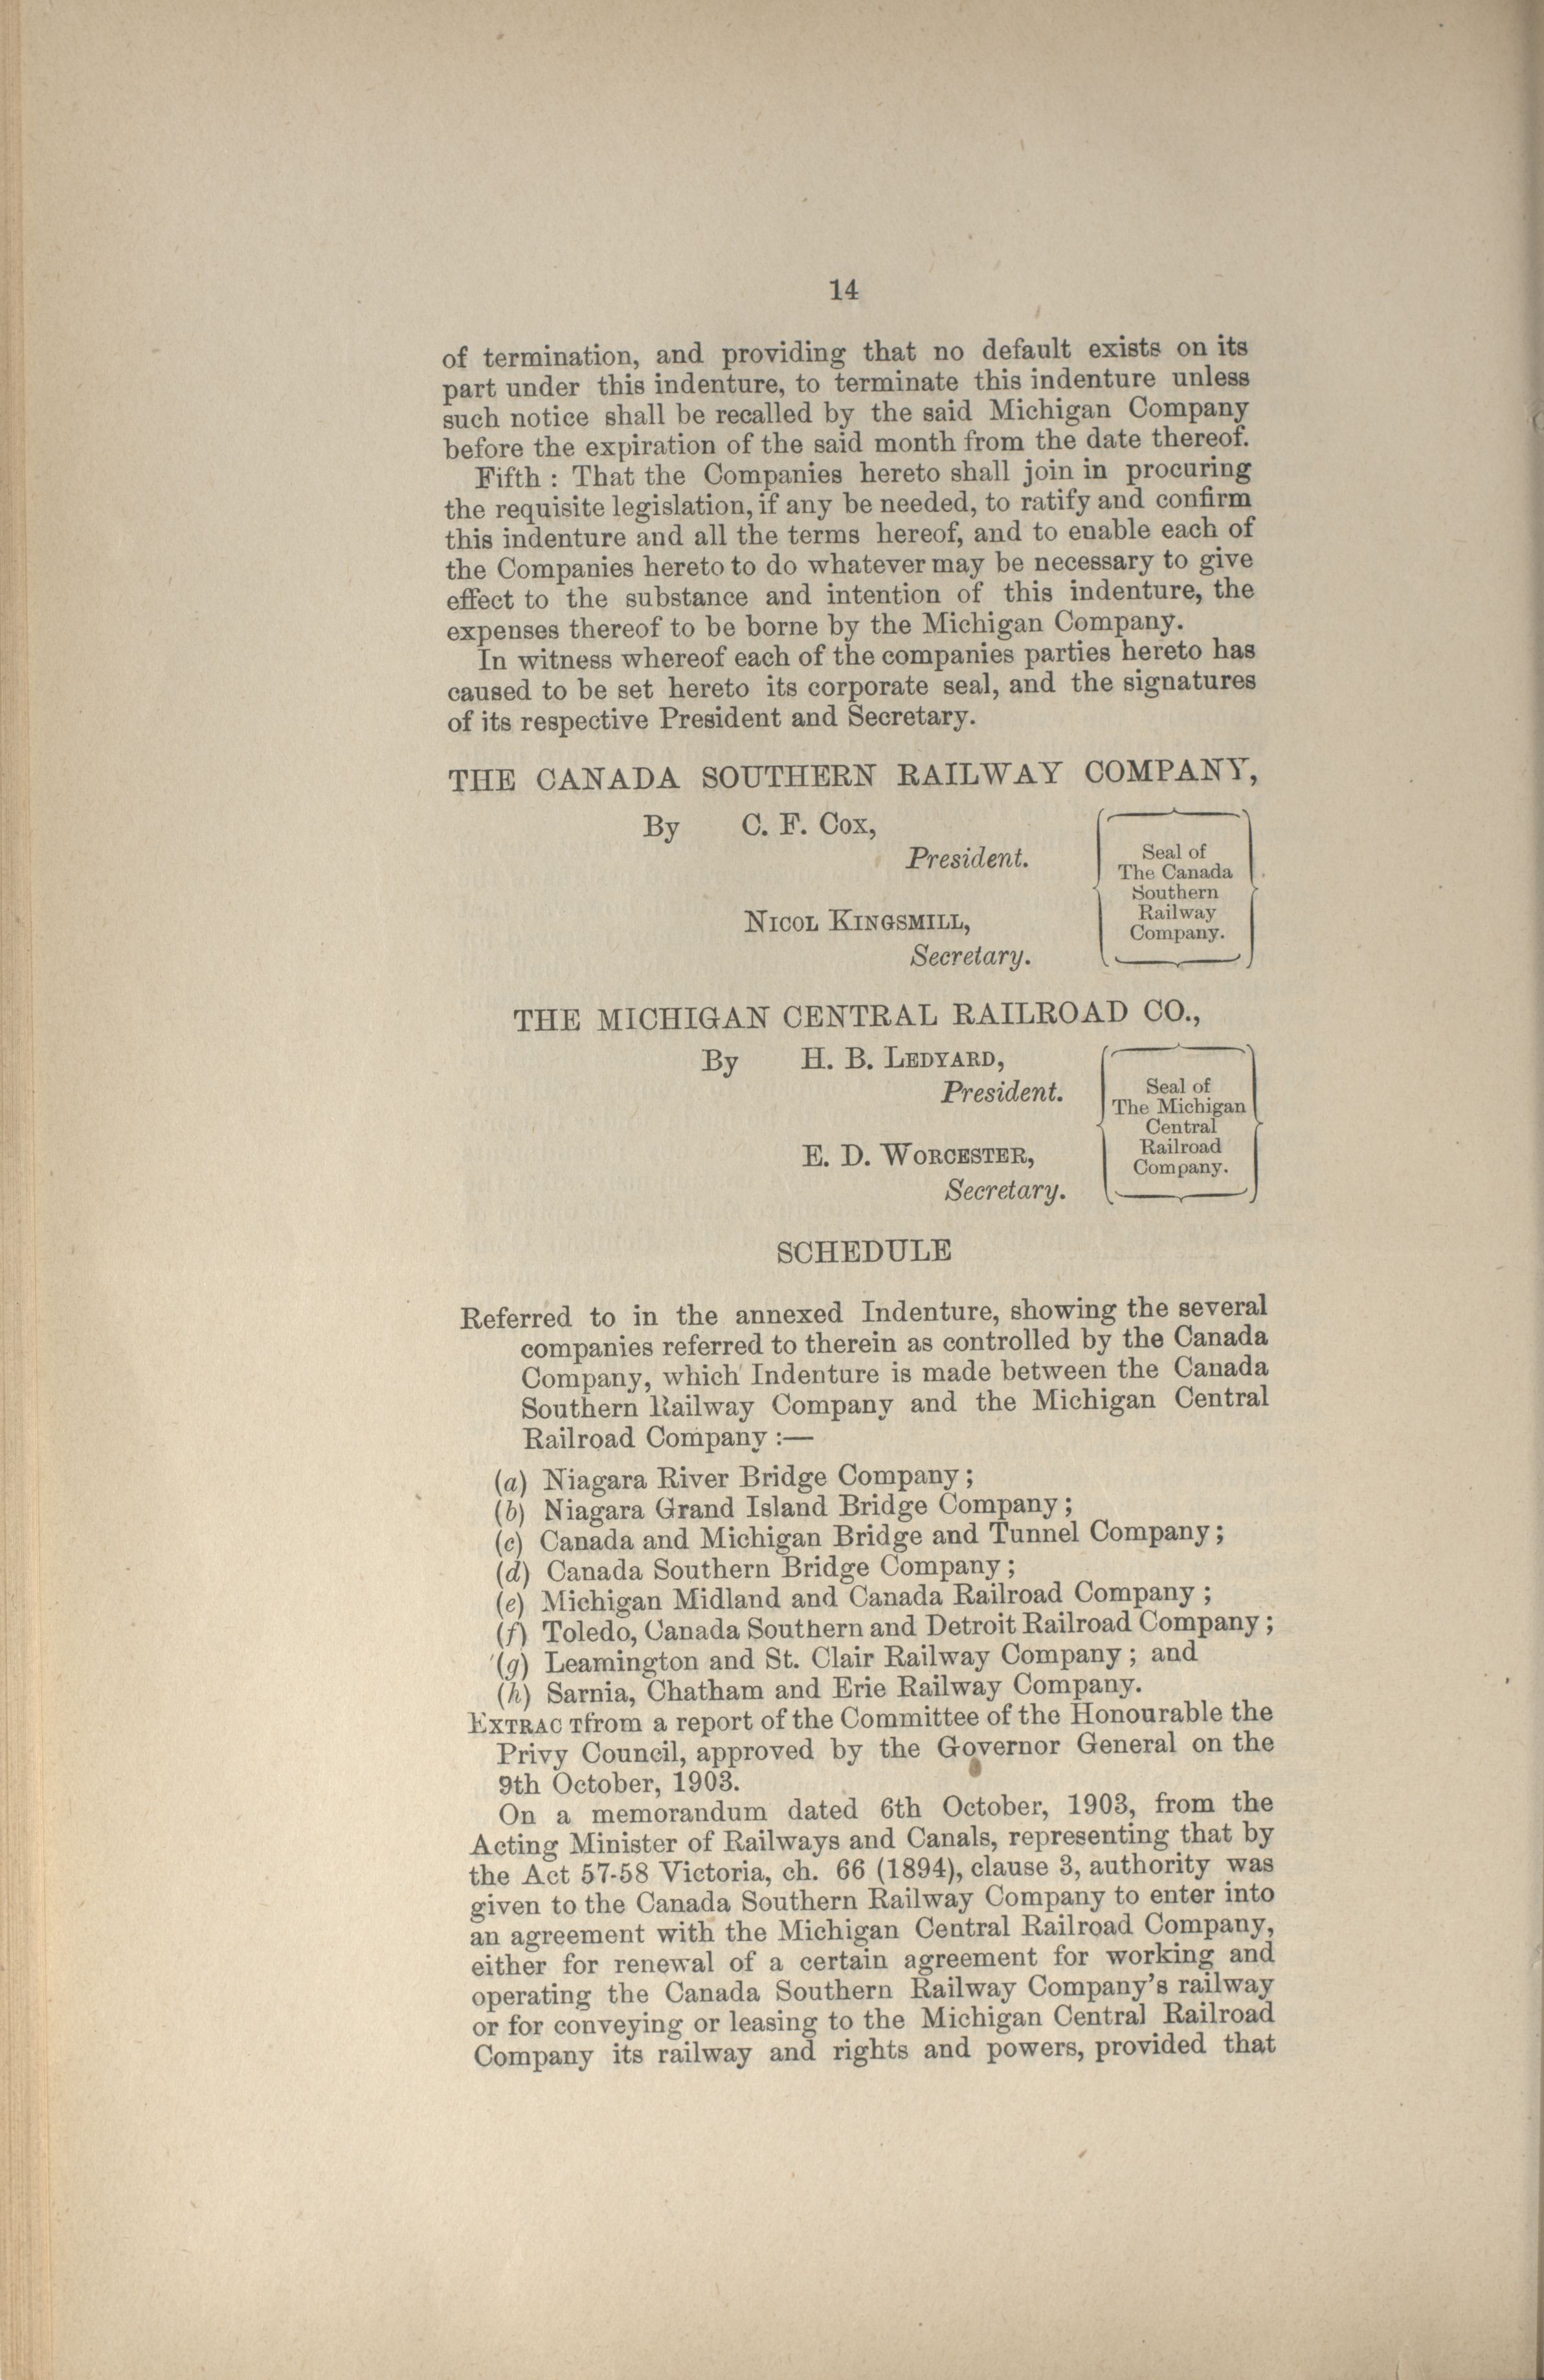 14
of termination, and providing that no default exists on its
part under this indenture, to terminate this indenture unless
such notice shall be recalled by the said Michigan Company
before the expiration of the said month from the date thereof.
Fifth : That the Companies hereto shall join in procuring
the requisite legislation, if any be needed, to ratify and confirm
this indenture and all the terms hereof, and to enable each of
the Companies hereto to do whatever may be necessary to give
effect to the substance and intention of this indenture, the
expenses thereof to be borne by the Michigan Company.
In witness whereof each of the companies parties hereto has
caused to be set hereto its corporate seal, and the signatures
of its respective President and Secretary.
THE CANADA SOUTHERN RAILWAY COMPANY,
By C. F. Cox,
President.
Nicol Kingsmill,
Secretary.
Seal of
The Canada
Southern
Railway
Company.
THE MICHIGAN CENTRAL RAILROAD CO.,
By H. B. Ledyard,
President.
E. D. Worcester,
Secretary.
Seal of
The Michigan
Central
Railroad
Company.
SCHEDULE
Referred to in the annexed Indenture, showing the several
companies referred to therein as controlled by the Canada
Company, which Indenture is made between the Canada
Southern Railway Company and the Michigan Central
Railroad Company :—
(a) Niagara River Bridge Company ;
(b) Niagara Grand Island Bridge Company ;
(c) Canada and Michigan Bridge and Tunnel Company ;
(d) Canada Southern Bridge Company ;
(e) Michigan Midland and Canada Railroad Company ;
(f) Toledo, Canada Southern and Detroit Railroad Company ;
(g) Leamington and St. Clair Railway Company ; and
(h) Sarnia, Chatham and Erie Railway Company.
Extrac tfrom a report of the Committee of the Honourable the
Privy Council, approved by the Governor General on the
9th October, 1903.
On a memorandum dated 6th October, 1903, from the
Acting Minister of Railways and Canals, representing that by
the Act 57-58 Victoria, ch. 66 (1894), clause 3, authority was
given to the Canada Southern Railway Company to enter into
an agreement with the Michigan Central Railroad Company,
either for renewal of a certain agreement for working and
operating the Canada Southern Railway Company's railway
or for conveying or leasing to the Michigan Central Railroad
Company its railway and rights and powers, provided that